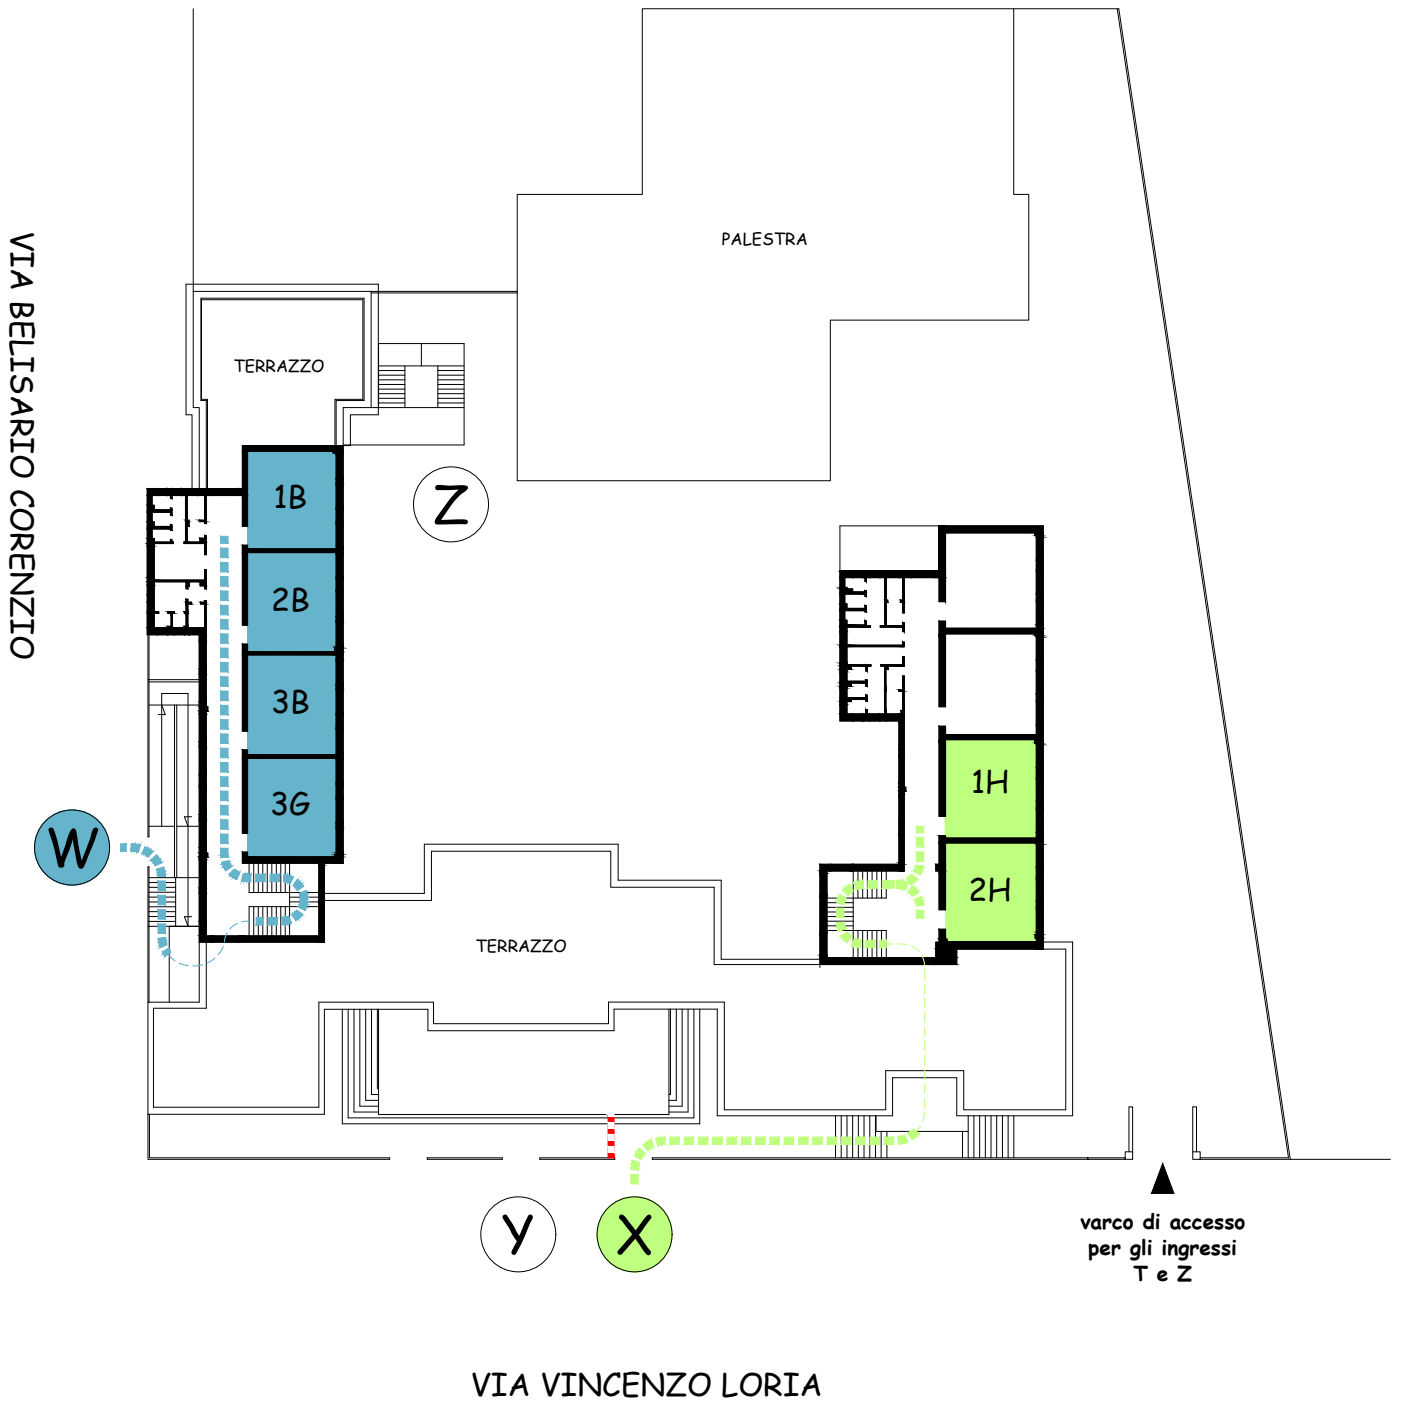 PALESTRA
VIA BELISARIO CORENZIO
TERRAZZO
1B
Z
2B
3B
1H
3G
W
2H
TERRAZZO
Y
X
varco di accesso
per gli ingressi
T e Z
VIA VINCENZO LORIA